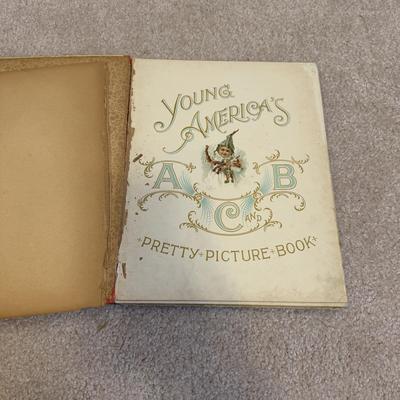 YOUNG
AMERICA'S
A B
C AND
PRETTY PICTURE BOOK